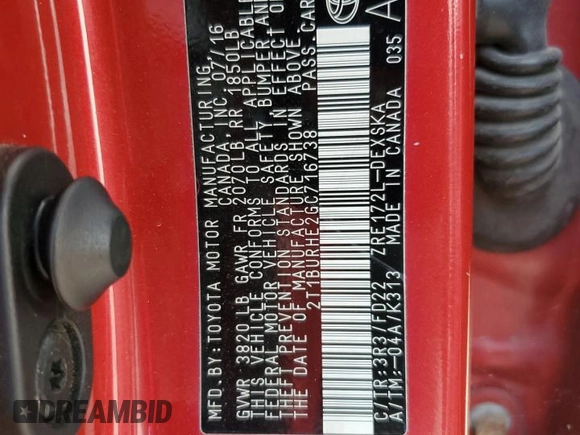 MFD. BY: TOYOTA MOTOR MANUFACTURING
CANADA, INC. 07/16
GVWR 3820LB GAWR FR 2070LB, RR 1850LB
THIS VEHICLE CONFORMS TO ALL APPLICABLE
MOTOR VEHICLE SAFETY, BUMPER AND
THEFT PREVENTION STANDARDS IN EFFECT ON
THE DATE OF MANUFACTURE SHOWN ABOVE.
PASS. CAR
C/TR: 3R3/FD22 ZRE172L-DEXSKA
A/TM: -04A/K313 MADE IN CANADA 035
DREAMBID